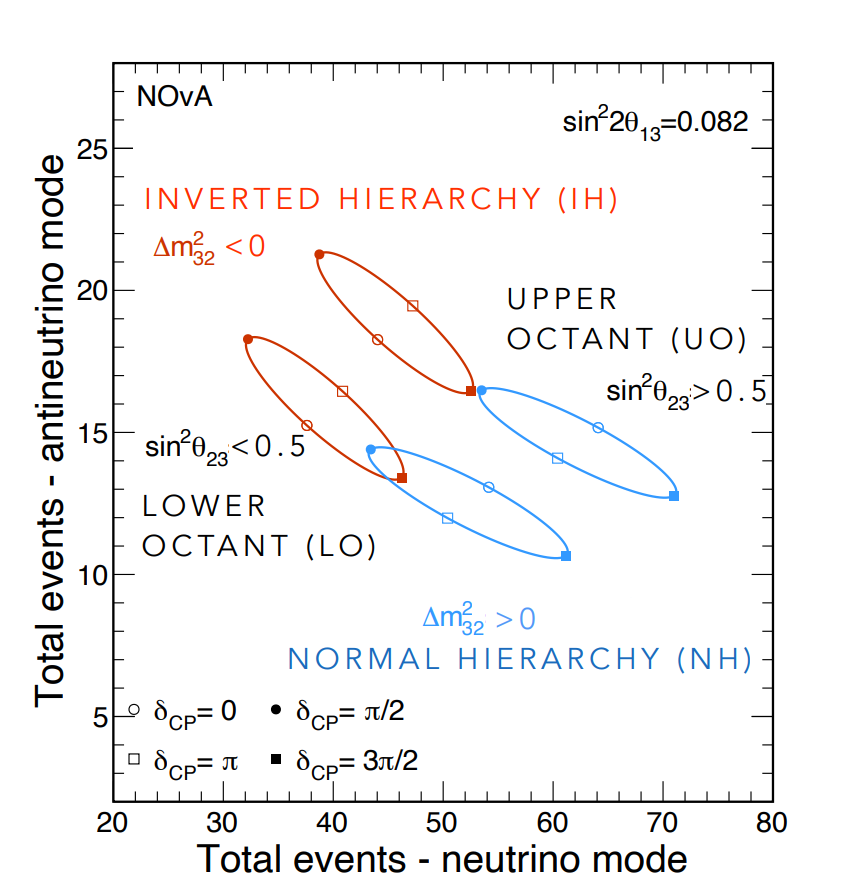 NOvA
sin²2θ₁₃=0.082
INVERTED HIERARCHY (IH)
Δm²₃₂ < 0
UPPER
OCTANT (UO)
sin²θ₂₃> 0.5
sin²θ₂₃< 0.5
LOWER
OCTANT (LO)
Δm²₃₂ > 0
NORMAL HIERARCHY (NH)
○ δCP= 0 ● δCP= π/2
□ δCP= π ■ δCP= 3π/2
25
20
15
10
5
20 30 40 50 60 70 80
Total events - neutrino mode
Total events - antineutrino mode